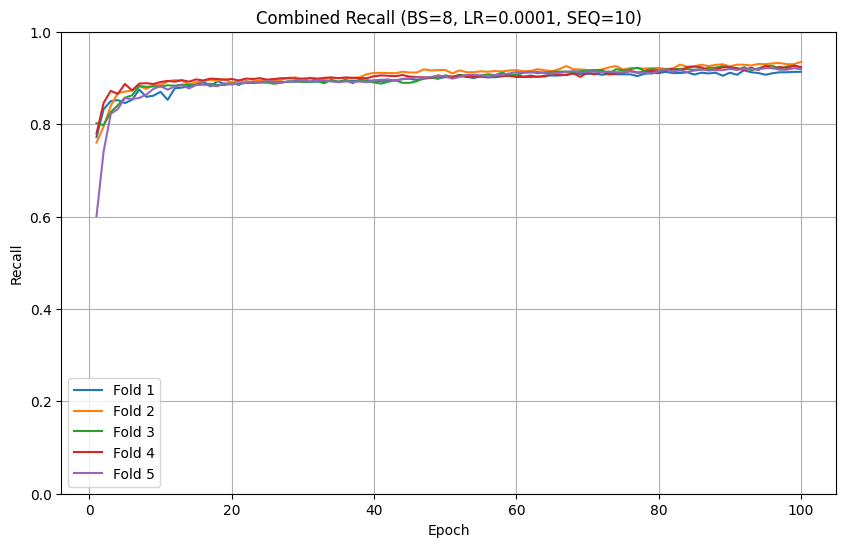 Combined Recall (BS=8, LR=0.0001, SEQ=10)
1.0
0.8
0.6
0.4
0.2
0.0
Recall
Fold 1
Fold 2
Fold 3
Fold 4
Fold 5
0 20 40 60 80 100
Epoch